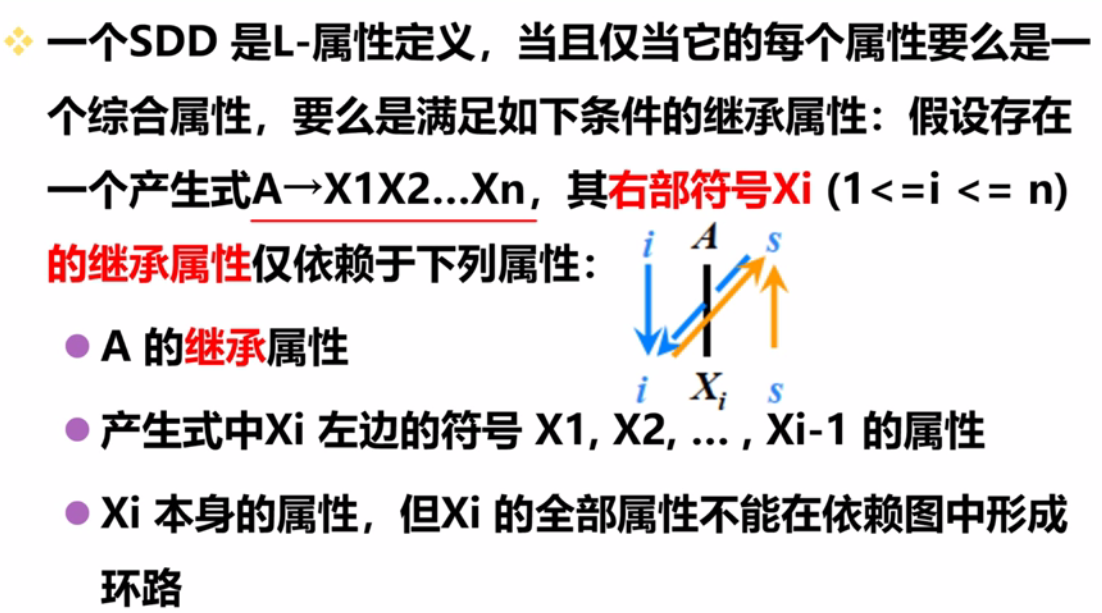 一个SDD 是L-属性定义，当且仅当它的每个属性要么是一
个综合属性，要么是满足如下条件的继承属性：假设存在
一个产生式A→X1X2...Xn，其右部符号Xi (1<=i <= n)
的继承属性仅依赖于下列属性：
i A s
A 的继承属性
i Xi s
产生式中Xi 左边的符号 X1, X2, ... , Xi-1 的属性
Xi 本身的属性，但Xi 的全部属性不能在依赖图中形成
环路